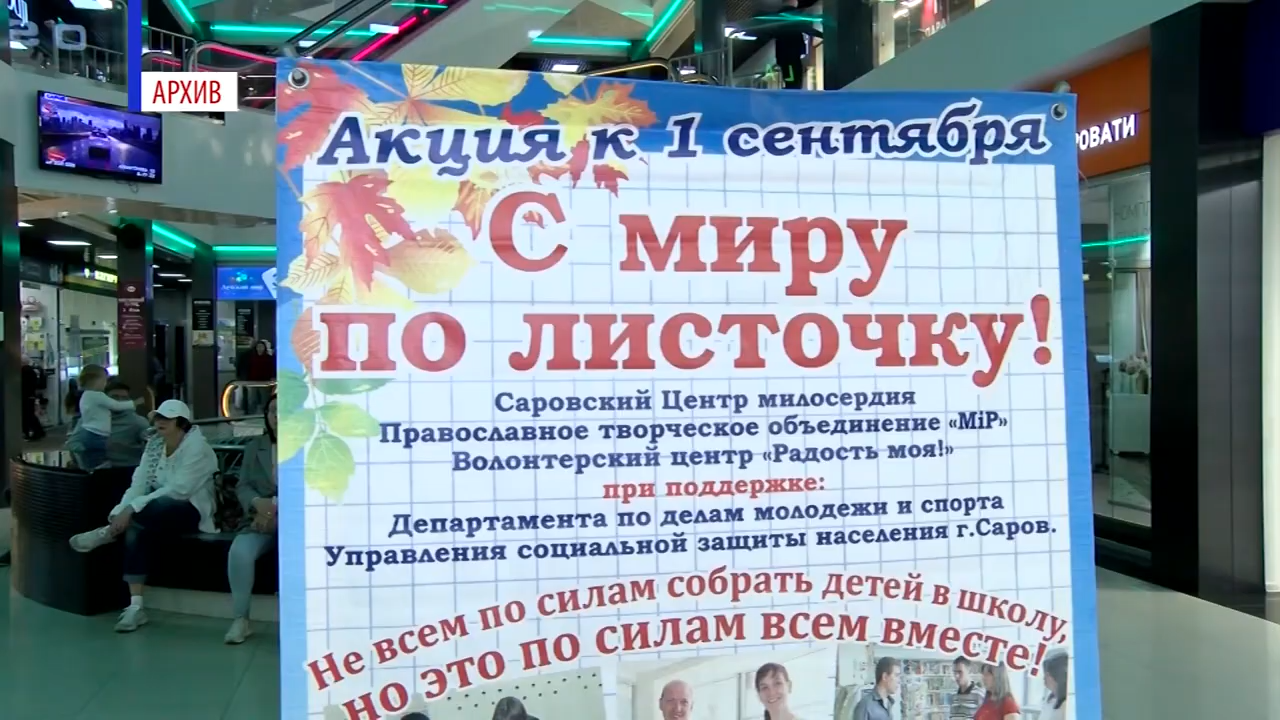 АРХИВ
РОВАТИ
Акция к 1 сентября
С миру
по листочку!
Саровский Центр милосердия
Православное творческое объединение «МiР»
Волонтерский центр «Радость моя!»
при поддержке:
Департамента по делам молодежи и спорта
Управления социальной защиты населения г.Саров.
Не всем по силам собрать детей в школу,
но это по силам всем вместе!